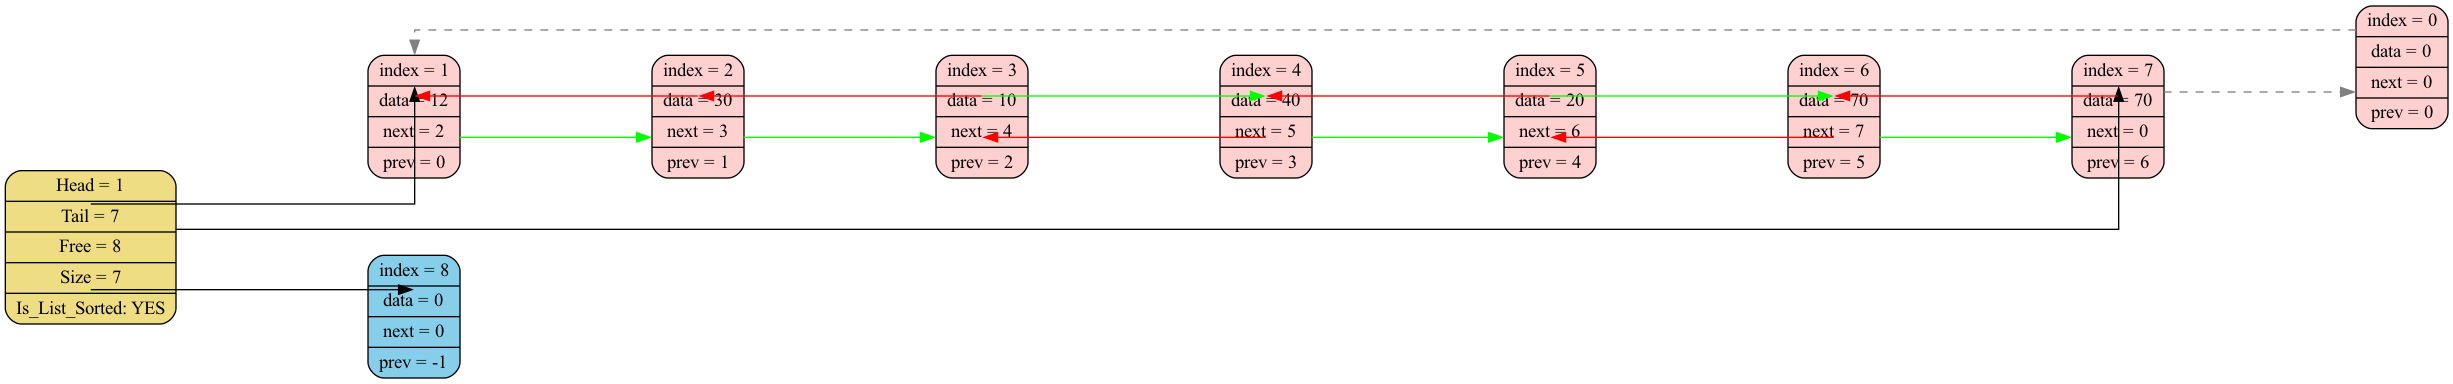 index = 0
data = 0
next = 0
prev = 0
index = 1
data = 12
next = 2
prev = 0
index = 2
data = 30
next = 3
prev = 1
index = 3
data = 10
next = 4
prev = 2
index = 4
data = 40
next = 5
prev = 3
index = 5
data = 20
next = 6
prev = 4
index = 6
data = 70
next = 7
prev = 5
index = 7
data = 70
next = 0
prev = 6
Head = 1
Tail = 7
Free = 8
Size = 7
Is_List_Sorted: YES
index = 8
data = 0
next = 0
prev = -1